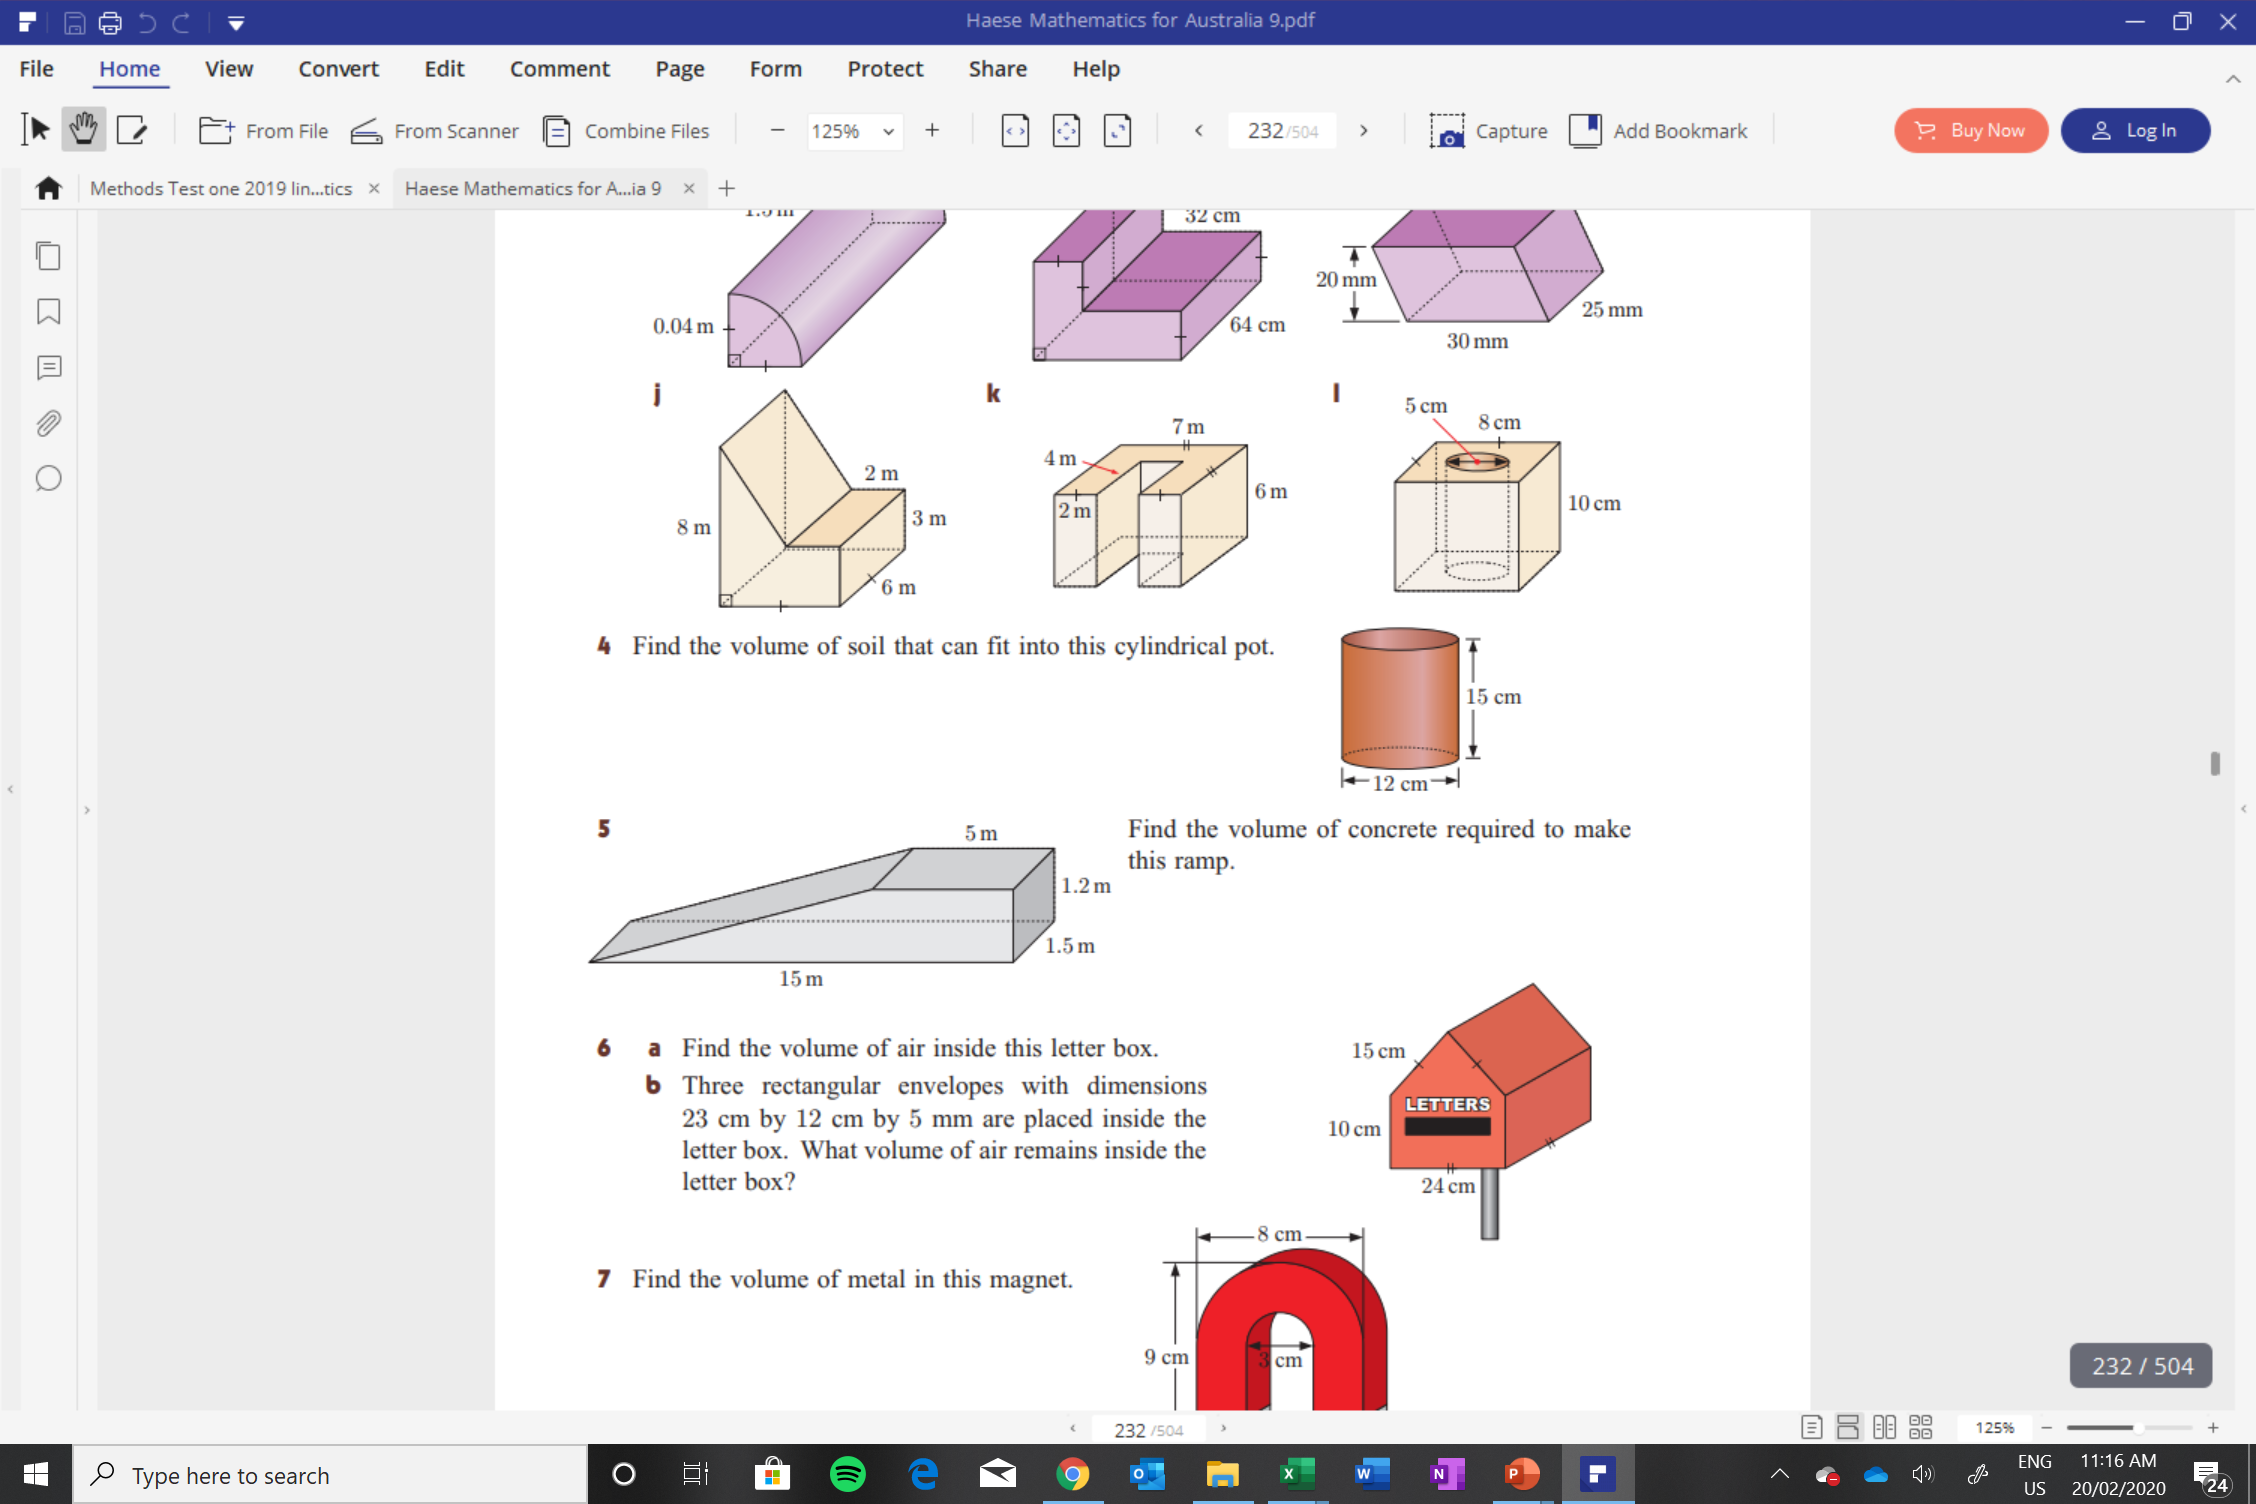 Haese Mathematics for Australia 9.pdf
File Home View Convert Edit Comment Page Form Protect Share Help
From File From Scanner Combine Files 125% 232/504 Capture Add Bookmark Buy Now Log In
Methods Test one 2019 lin...tics Haese Mathematics for A...ia 9
32 cm
20 mm
0.04 m
64 cm
25 mm
30 mm
j k l
5 cm
8 cm
7 m
4 m
2 m
2 m
6 m
10 cm
8 m
3 m
6 m
4 Find the volume of soil that can fit into this cylindrical pot.
15 cm
12 cm
5
5 m
Find the volume of concrete required to make
this ramp.
1.2 m
1.5 m
15 m
6 a Find the volume of air inside this letter box.
b Three rectangular envelopes with dimensions
23 cm by 12 cm by 5 mm are placed inside the
letter box. What volume of air remains inside the
letter box?
15 cm
LETTERS
10 cm
24 cm
7 Find the volume of metal in this magnet.
8 cm
9 cm
3 cm
232 / 504
232 /504
125%
Type here to search
ENG
US
11:16 AM
20/02/2020
24